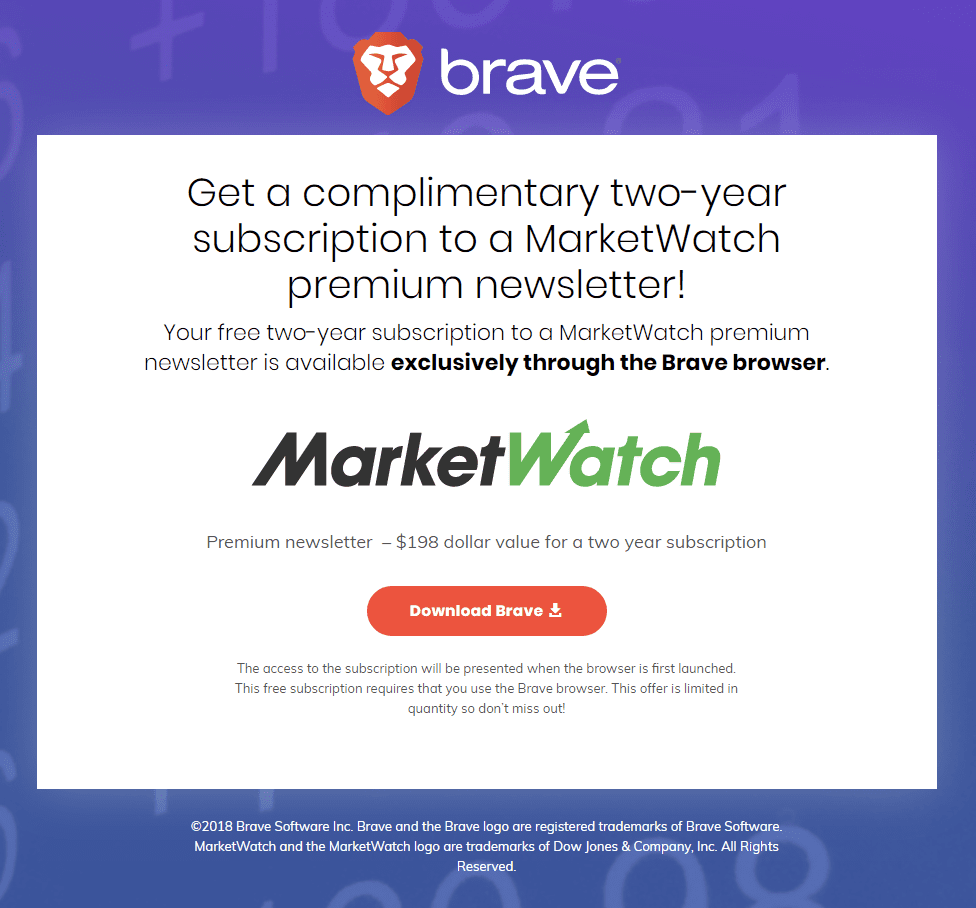 brave
Get a complimentary two-year
subscription to a MarketWatch
premium newsletter!
Your free two-year subscription to a MarketWatch premium
newsletter is available exclusively through the Brave browser.
MarketWatch
Premium newsletter – $198 dollar value for a two year subscription
Download Brave
The access to the subscription will be presented when the browser is first launched.
This free subscription requires that you use the Brave browser. This offer is limited in
quantity so don't miss out!
©2018 Brave Software Inc. Brave and the Brave logo are registered trademarks of Brave Software.
MarketWatch and the MarketWatch logo are trademarks of Dow Jones & Company, Inc. All Rights
Reserved.